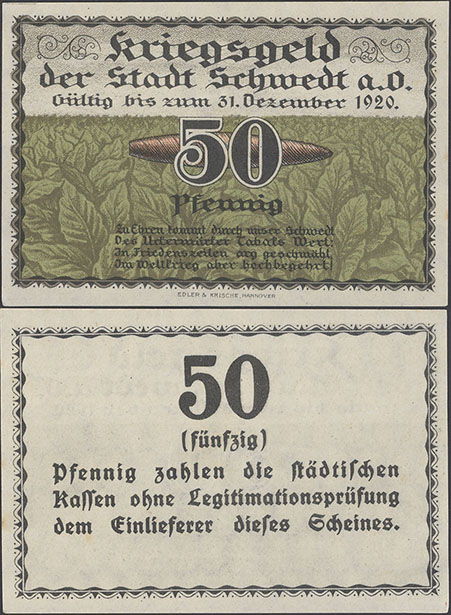 Kriegsgeld
der Stadt Schwedt a.O.
Gültig bis zum 31. Dezember 1920.
50
Pfennig
Zu Ehren kommt durch unser Schwedt
Des Uckermärker Tabaks Wert:
In Friedenszeiten arg geschmäht,
Im Weltkrieg aber hochbegehrt!
EDLER & KRISCHE, HANNOVER
50
(fünfzig)
Pfennig zahlen die städtischen
Kassen ohne Legitimationsprüfung
dem Einlieferer dieses Scheines.